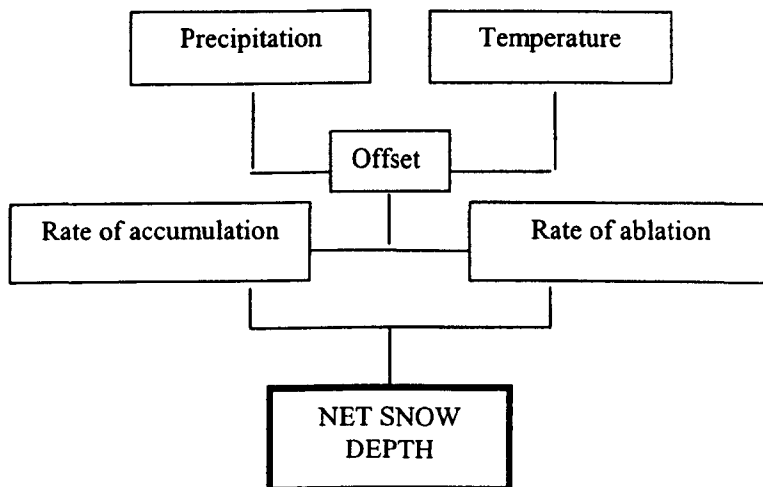 Precipitation
Temperature
Offset
Rate of accumulation
Rate of ablation
NET SNOW
DEPTH